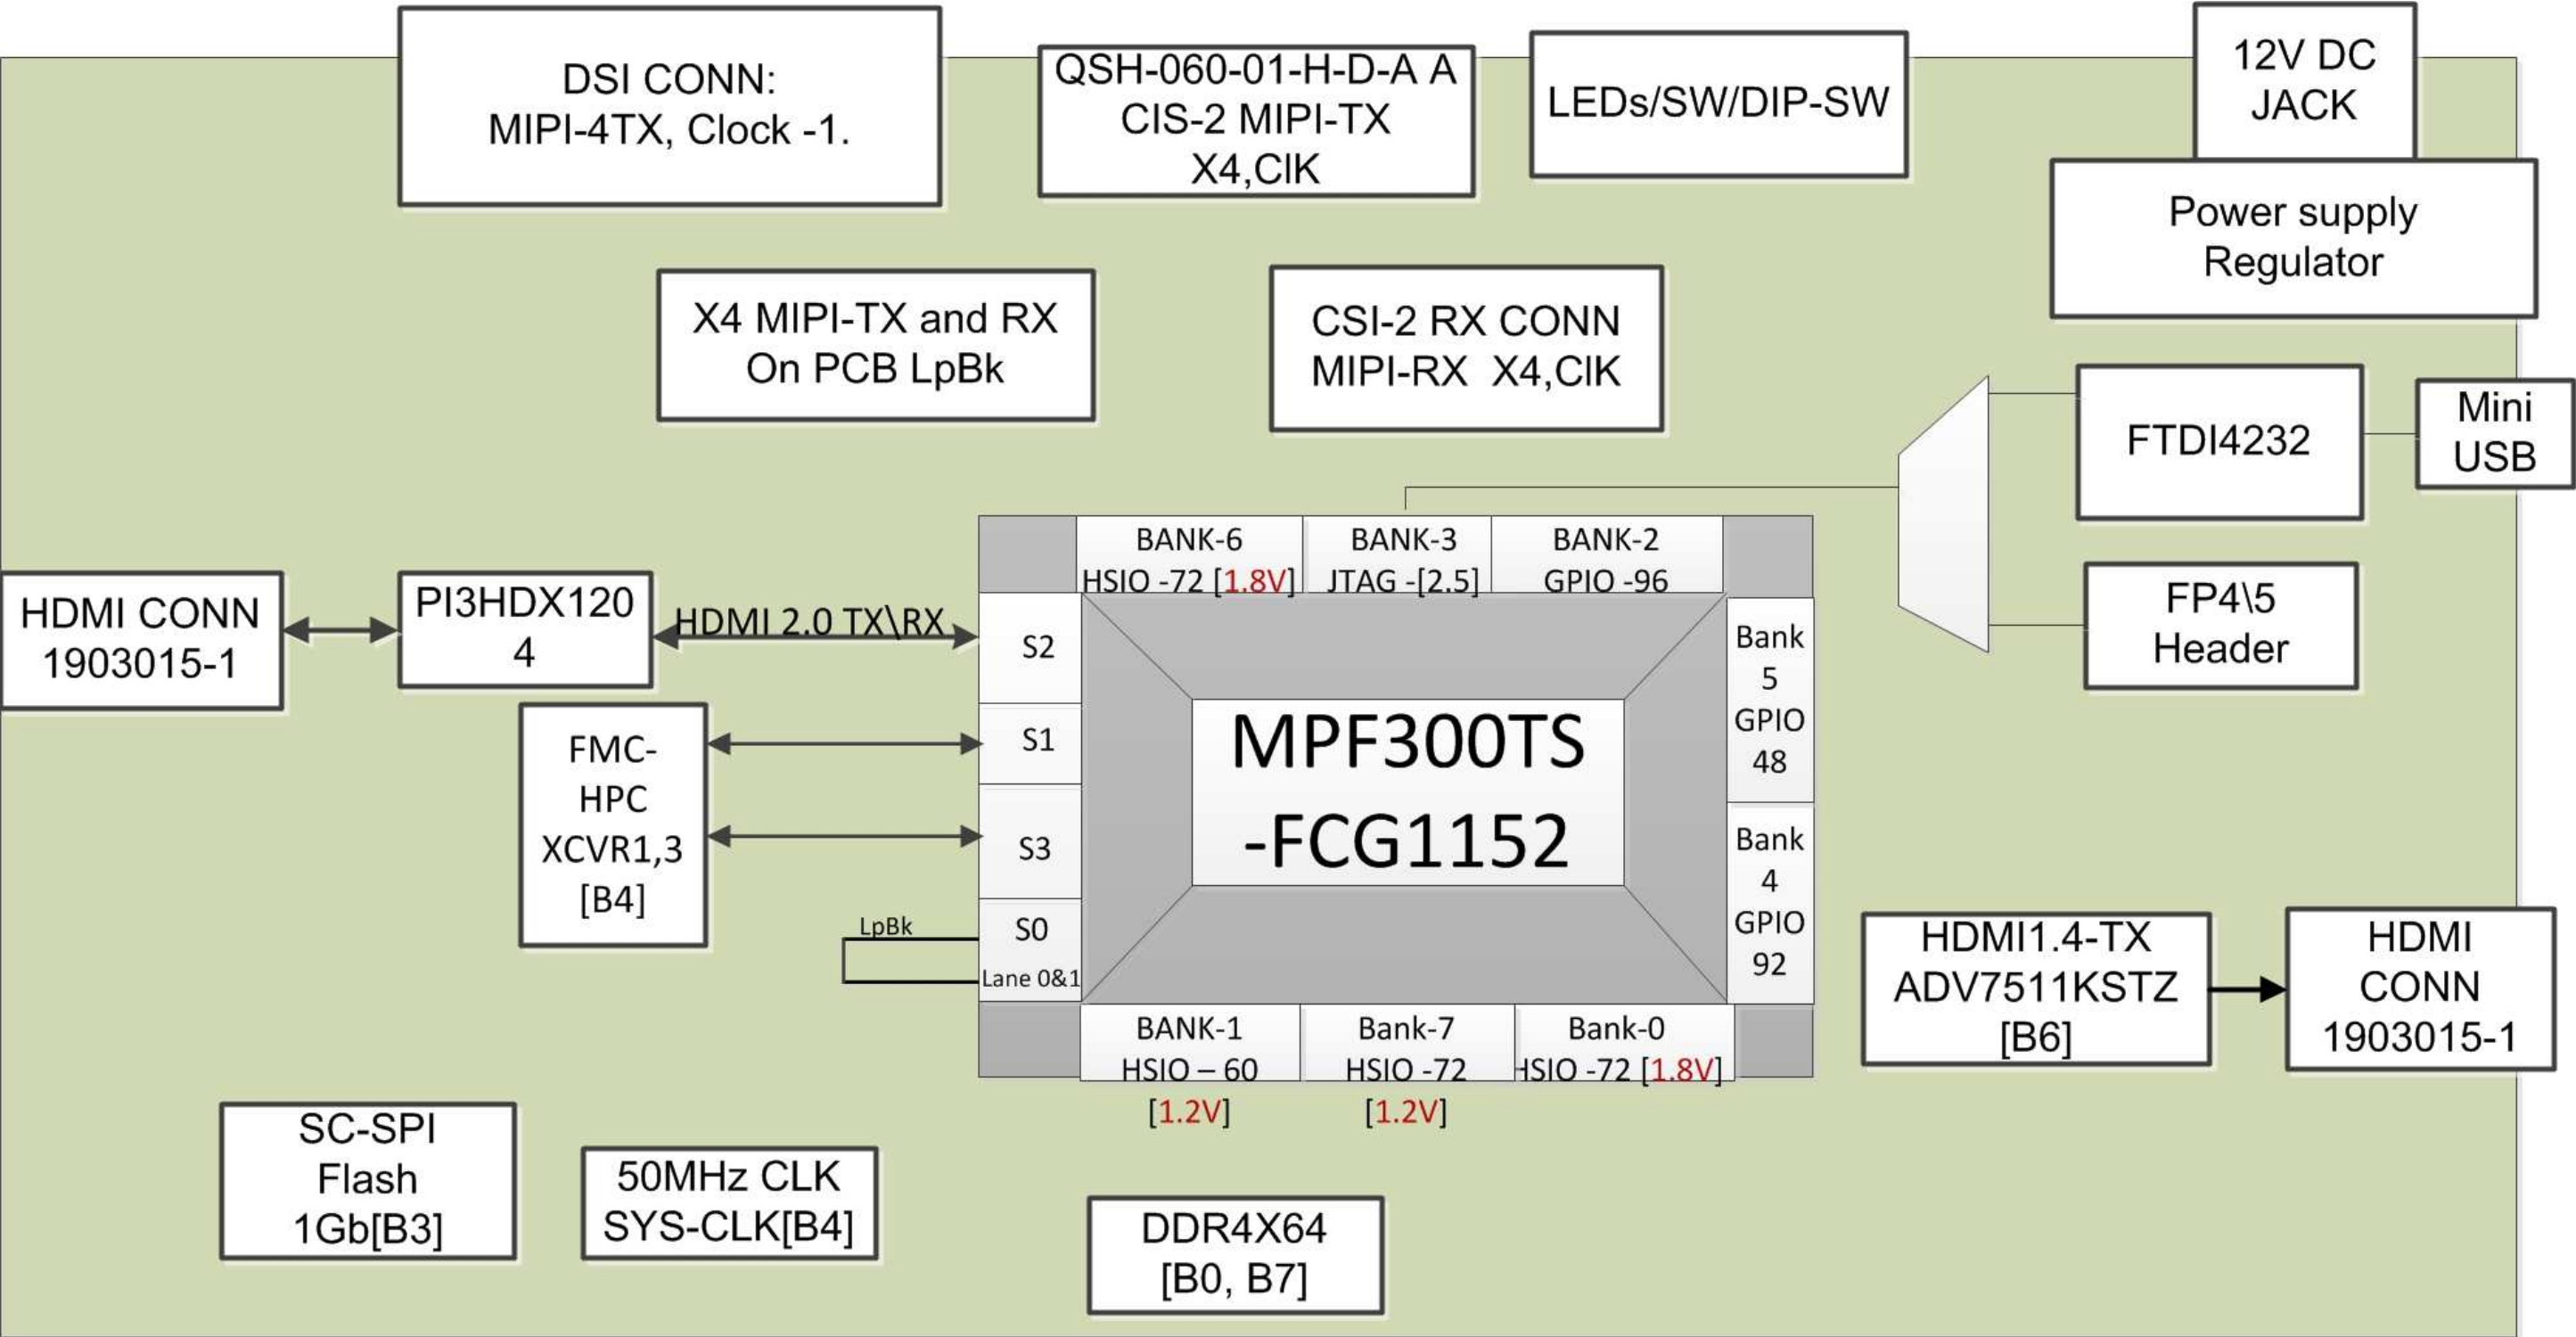 DSI CONN:
MIPI-4TX, Clock -1.
QSH-060-01-H-D-A A
CIS-2 MIPI-TX
X4,ClK
LEDs/SW/DIP-SW
12V DC
JACK
Power supply
Regulator
X4 MIPI-TX and RX
On PCB LpBk
CSI-2 RX CONN
MIPI-RX X4,ClK
FTDI4232
Mini
USB
FP4\5
Header
HDMI CONN
1903015-1
PI3HDX120
4
HDMI 2.0 TX\RX
FMC-
HPC
XCVR1,3
[B4]
BANK-6
HSIO -72 [1.8V]
BANK-3
JTAG -[2.5]
BANK-2
GPIO -96
S2
S1
S3
S0
Lane 0&1
LpBk
MPF300TS
-FCG1152
Bank
5
GPIO
48
Bank
4
GPIO
92
BANK-1
HSIO – 60
[1.2V]
Bank-7
HSIO -72
[1.2V]
Bank-0
HSIO -72 [1.8V]
HDMI1.4-TX
ADV7511KSTZ
[B6]
HDMI
CONN
1903015-1
SC-SPI
Flash
1Gb[B3]
50MHz CLK
SYS-CLK[B4]
DDR4X64
[B0, B7]